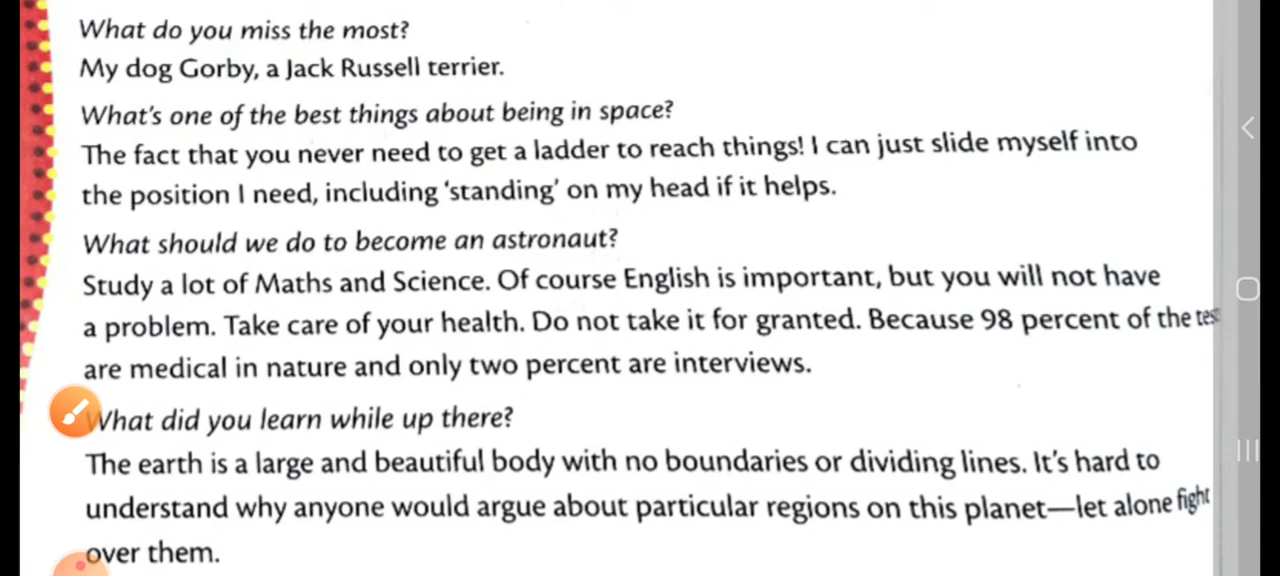 What do you miss the most?
My dog Gorby, a Jack Russell terrier.
What's one of the best things about being in space?
The fact that you never need to get a ladder to reach things! I can just slide myself into
the position I need, including 'standing' on my head if it helps.
What should we do to become an astronaut?
Study a lot of Maths and Science. Of course English is important, but you will not have
a problem. Take care of your health. Do not take it for granted. Because 98 percent of the
are medical in nature and only two percent are interviews.
What did you learn while up there?
The earth is a large and beautiful body with no boundaries or dividing lines. It's hard to
understand why anyone would argue about particular regions on this planet—let alone fight
over them.